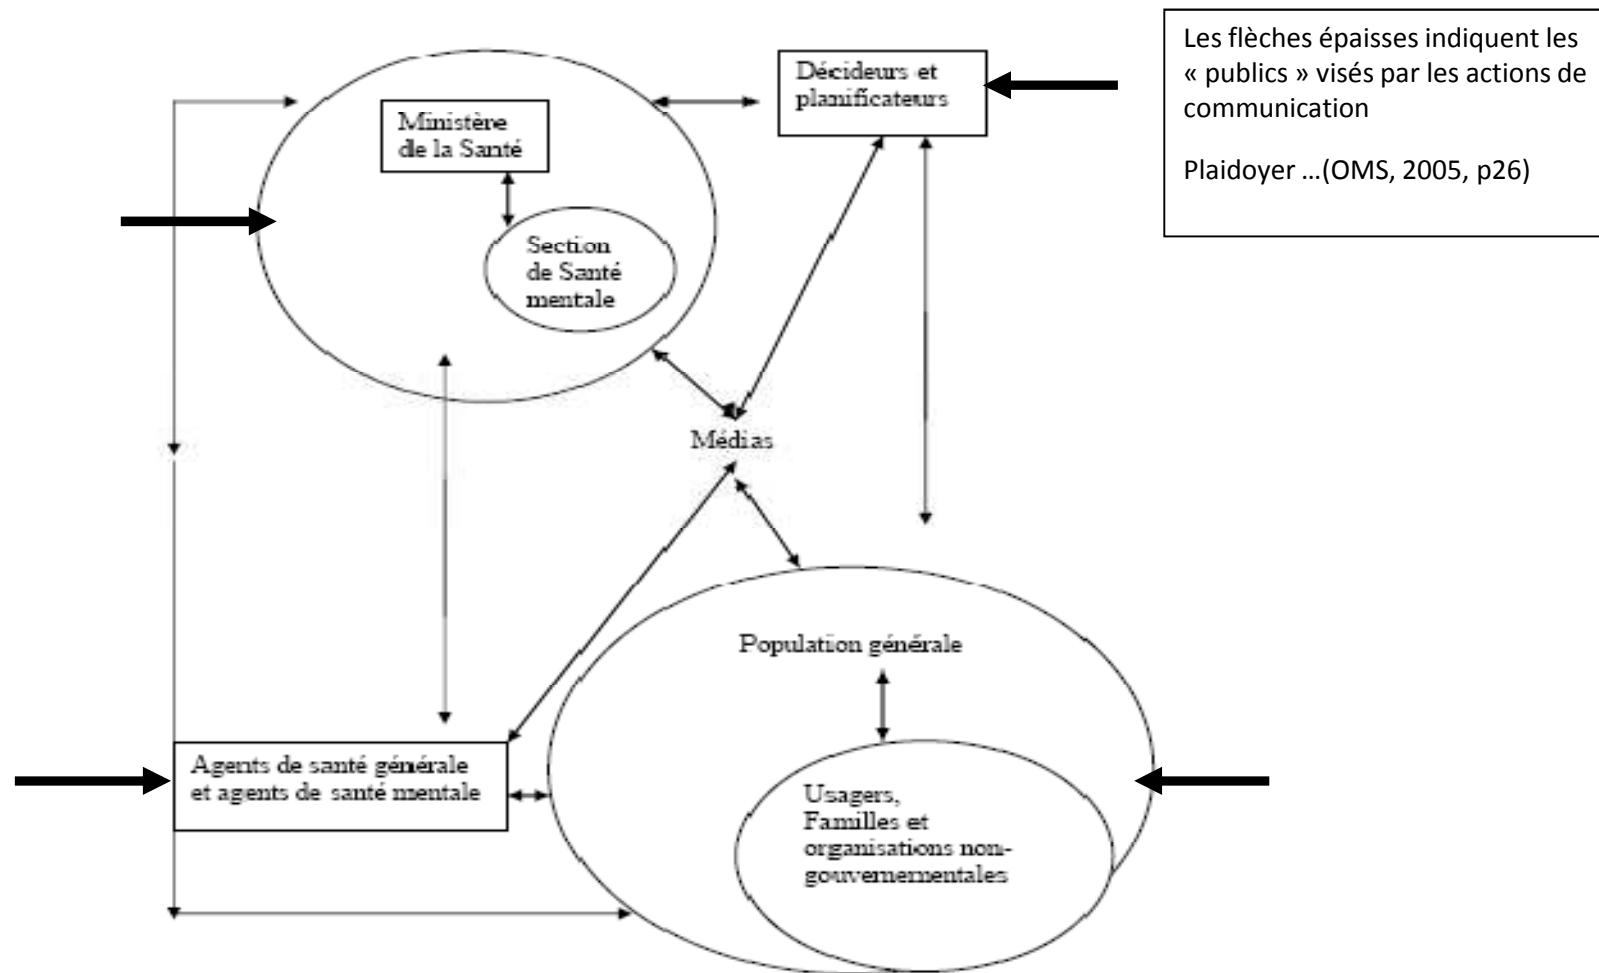 Les flèches épaisses indiquent les
« publics » visés par les actions de
communication
Plaidoyer ...(OMS, 2005, p26)
Décideurs et
planificateurs
Ministère
de la Santé
Section
de Santé
mentale
Médias
Population générale
Agents de santé générale
et agents de santé mentale
Usagers,
Familles et
organisations non-
gouvernementales